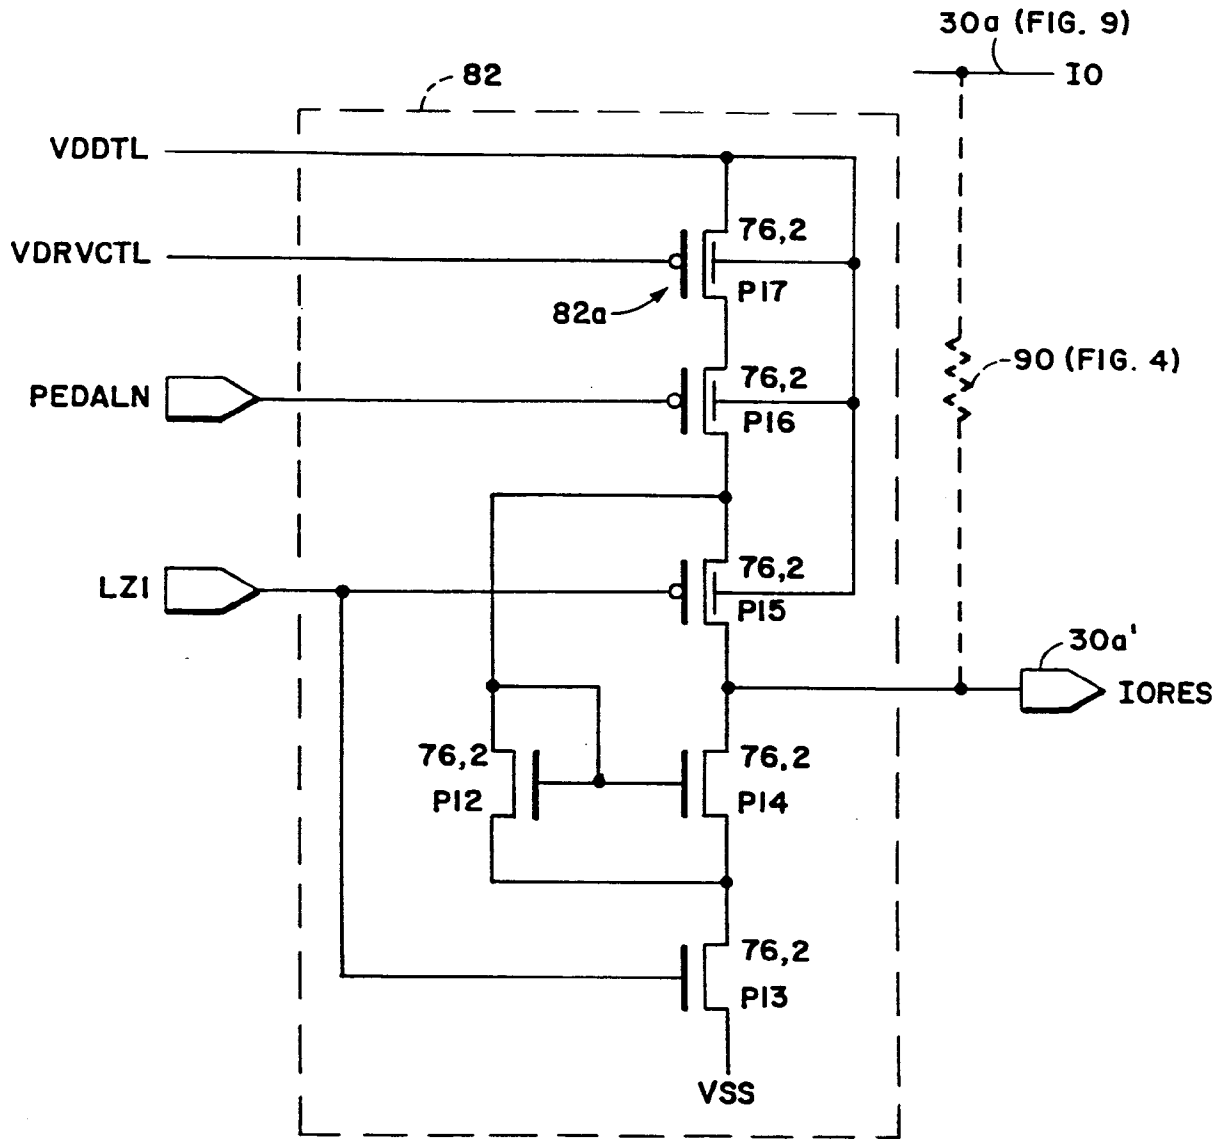 30a (FIG. 9)
IO
82
VDDTL
76,2
P17
VDRVCTL
82a
76,2
P16
PEDALN
90 (FIG. 4)
76,2
P15
LZ1
30a'
IORES
76,2
P12
76,2
P14
76,2
P13
VSS